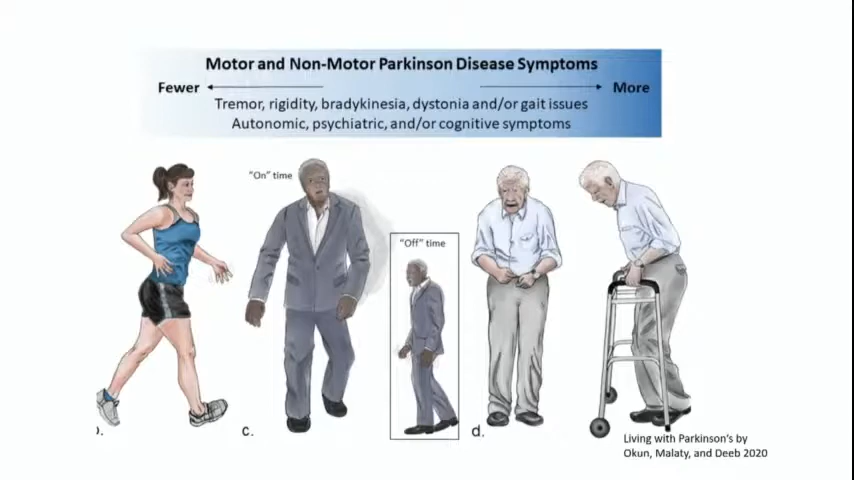 Motor and Non-Motor Parkinson Disease Symptoms
Fewer
More
Tremor, rigidity, bradykinesia, dystonia and/or gait issues
Autonomic, psychiatric, and/or cognitive symptoms
"On" time
"Off" time
c.
d.
Living with Parkinson's by
Okun, Malaty, and Deeb 2020